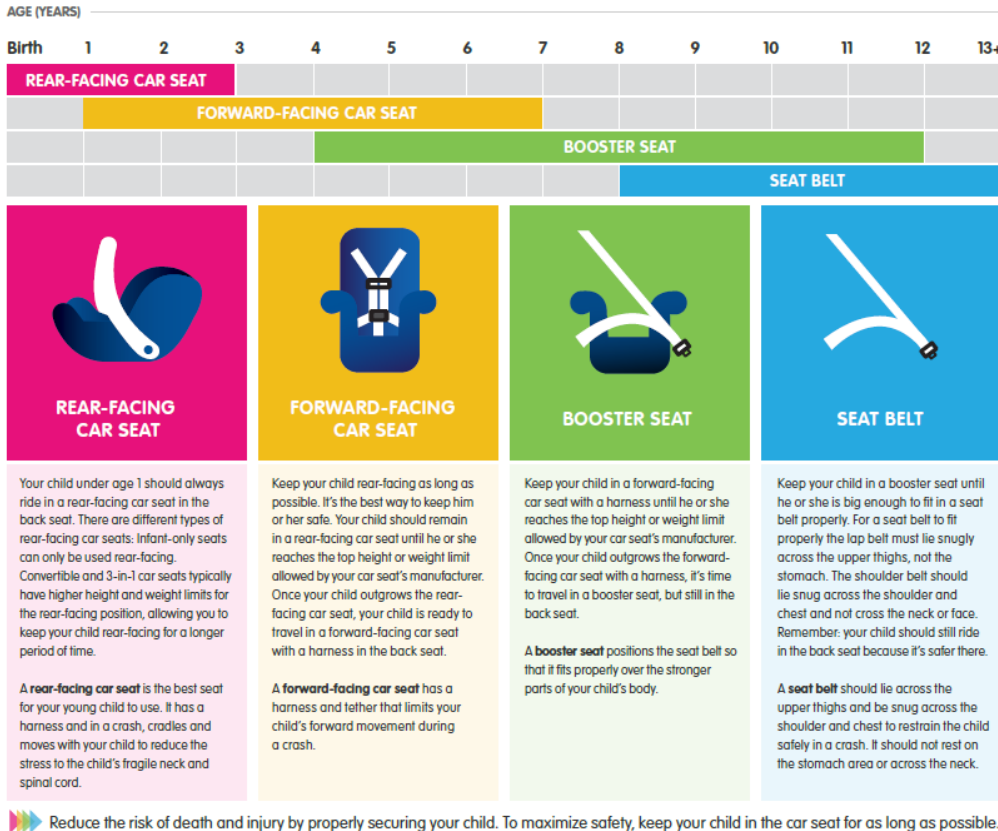 AGE (YEARS)
Birth 1 2 3 4 5 6 7 8 9 10 11 12 13+
REAR-FACING CAR SEAT
FORWARD-FACING CAR SEAT
BOOSTER SEAT
SEAT BELT
REAR-FACING
CAR SEAT
Your child under age 1 should always
ride in a rear-facing car seat in the
back seat. There are different types of
rear-facing car seats: Infant-only seats
can only be used rear-facing.
Convertible and 3-in-1 car seats typically
have higher height and weight limits for
the rear-facing position, allowing you to
keep your child rear-facing for a longer
period of time.
A rear-facing car seat is the best seat
for your young child to use. It has a
harness and in a crash, cradles and
moves with your child to reduce the
stress to the child's fragile neck and
spinal cord.
FORWARD-FACING
CAR SEAT
Keep your child rear-facing as long as
possible. It's the best way to keep him
or her safe. Your child should remain
in a rear-facing car seat until he or she
reaches the top height or weight limit
allowed by your car seat's manufacturer.
Once your child outgrows the rear-
facing car seat, your child is ready to
travel in a forward-facing car seat
with a harness in the back seat.
A forward-facing car seat has a
harness and tether that limits your
child's forward movement during
a crash.
BOOSTER SEAT
Keep your child in a forward-facing
car seat with a harness until he or she
reaches the top height or weight limit
allowed by your car seat's manufacturer.
Once your child outgrows the forward-
facing car seat with a harness, it's time
to travel in a booster seat, but still in the
back seat.
A booster seat positions the seat belt so
that it fits properly over the stronger
parts of your child's body.
SEAT BELT
Keep your child in a booster seat until
he or she is big enough to fit in a seat
belt properly. For a seat belt to fit
properly the lap belt must lie snugly
across the upper thighs, not the
stomach. The shoulder belt should
lie snug across the shoulder and
chest and not cross the neck or face.
Remember: your child should still ride
in the back seat because it's safer there.
A seat belt should lie across the
upper thighs and be snug across the
shoulder and chest to restrain the child
safely in a crash. It should not rest on
the stomach area or across the neck.
Reduce the risk of death and injury by properly securing your child. To maximize safety, keep your child in the car seat for as long as possible.